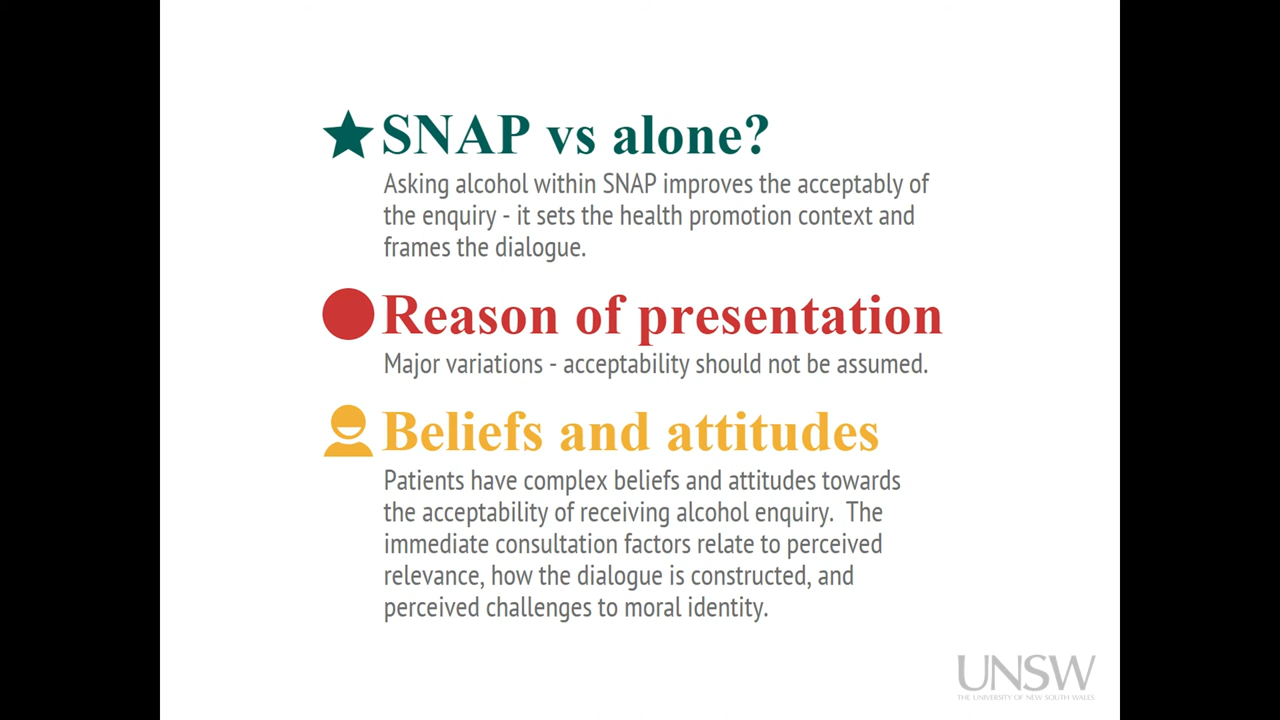 SNAP vs alone?
Asking alcohol within SNAP improves the acceptably of
the enquiry - it sets the health promotion context and
frames the dialogue.
Reason of presentation
Major variations - acceptability should not be assumed.
Beliefs and attitudes
Patients have complex beliefs and attitudes towards
the acceptability of receiving alcohol enquiry.  The
immediate consultation factors relate to perceived
relevance, how the dialogue is constructed, and
perceived challenges to moral identity.
UNSW
THE UNIVERSITY OF NEW SOUTH WALES